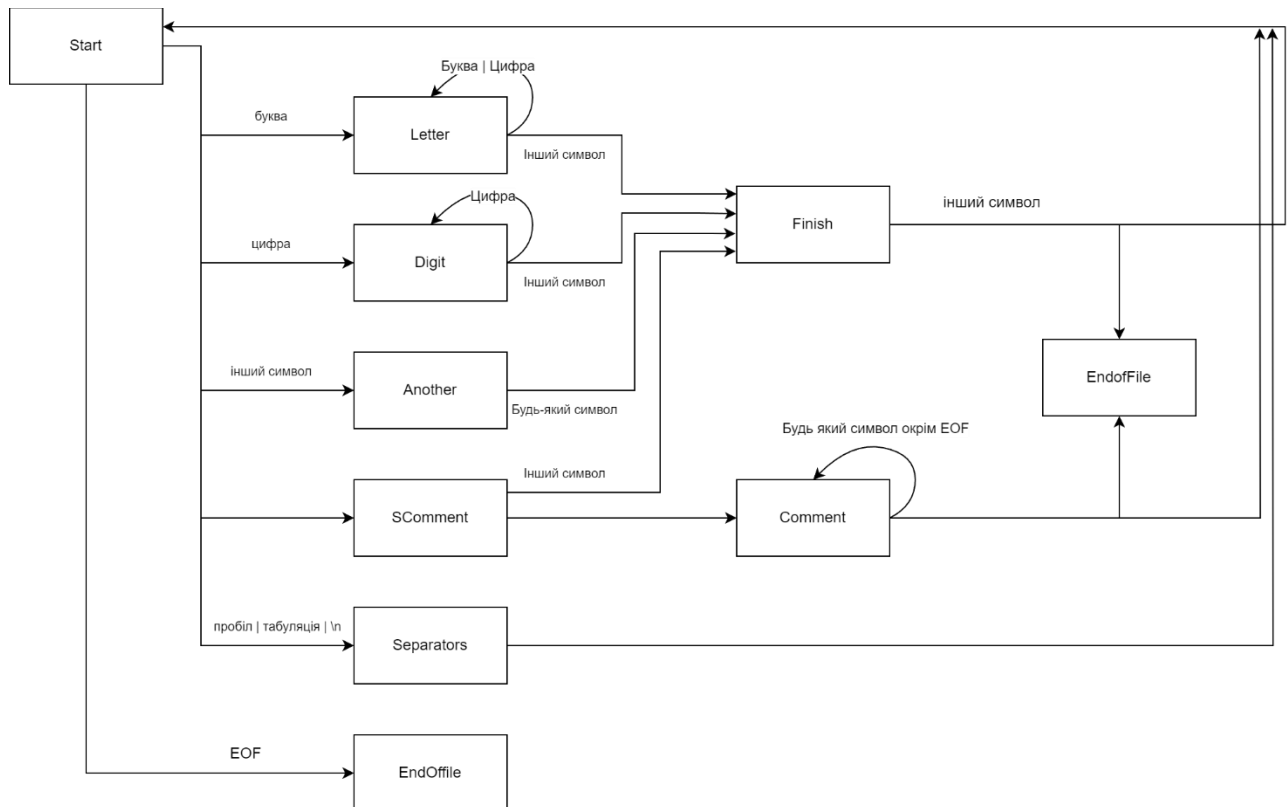 Start
Буква | Цифра
буква
Letter
Інший символ
Цифра
Finish
інший символ
цифра
Digit
Інший символ
EndofFile
інший символ
Another
Будь-який символ
Будь який символ окрім EOF
Інший символ
SComment
Comment
пробіл | табуляція | \n
Separators
EOF
EndOffile